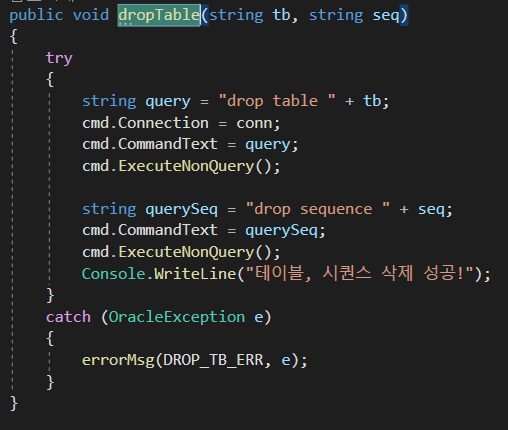 public void dropTable(string tb, string seq)
{
    try
    {
        string query = "drop table " + tb;
        cmd.Connection = conn;
        cmd.CommandText = query;
        cmd.ExecuteNonQuery();

        string querySeq = "drop sequence " + seq;
        cmd.CommandText = querySeq;
        cmd.ExecuteNonQuery();
        Console.WriteLine("테이블, 시퀀스 삭제 성공!");
    }
    catch (OracleException e)
    {
        errorMsg(DROP_TB_ERR, e);
    }
}